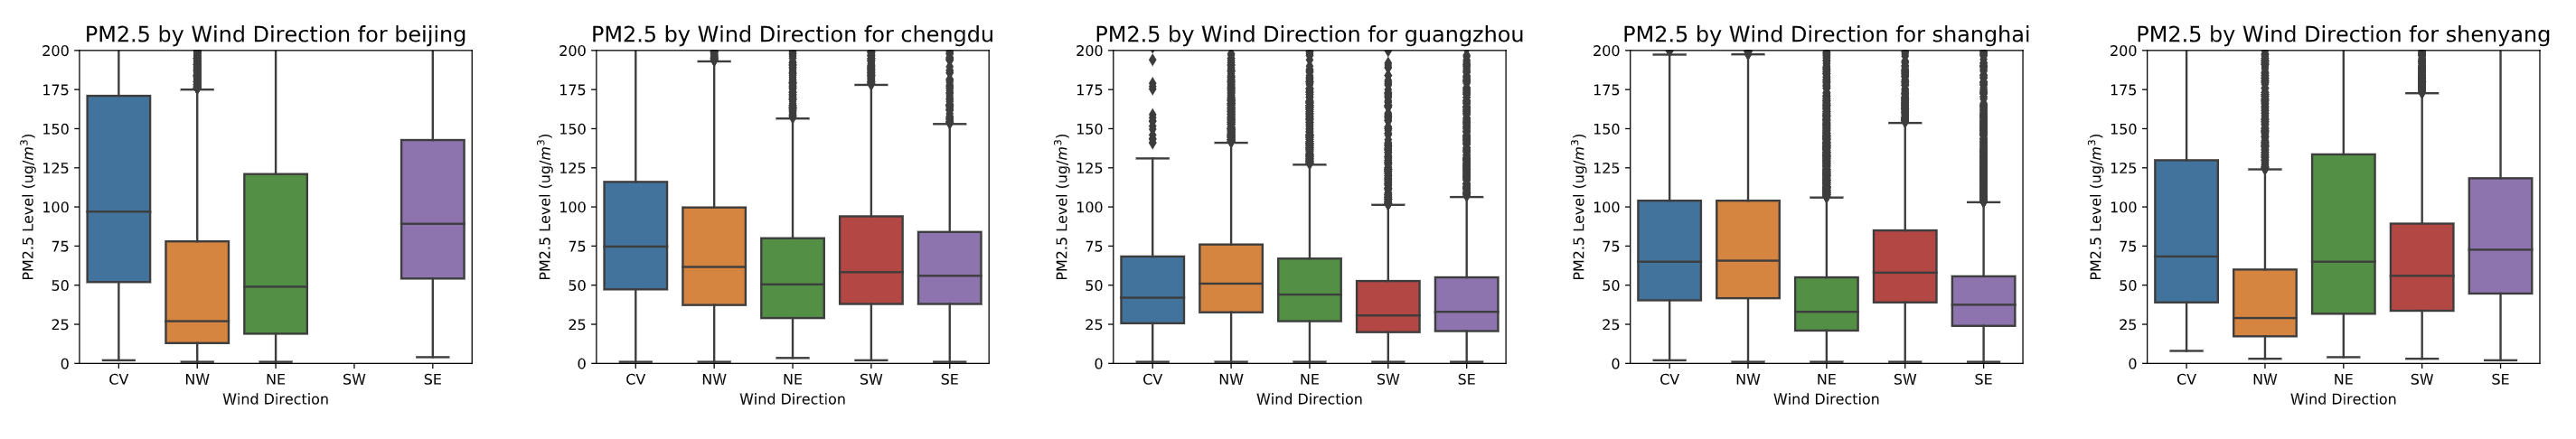 PM2.5 by Wind Direction for beijing
PM2.5 Level (ug/m³)
200
175
150
125
100
75
50
25
0
CV NW NE SW SE
Wind Direction
PM2.5 by Wind Direction for chengdu
PM2.5 Level (ug/m³)
200
175
150
125
100
75
50
25
0
CV NW NE SW SE
Wind Direction
PM2.5 by Wind Direction for guangzhou
PM2.5 Level (ug/m³)
200
175
150
125
100
75
50
25
0
CV NW NE SW SE
Wind Direction
PM2.5 by Wind Direction for shanghai
PM2.5 Level (ug/m³)
200
175
150
125
100
75
50
25
0
CV NW NE SW SE
Wind Direction
PM2.5 by Wind Direction for shenyang
PM2.5 Level (ug/m³)
200
175
150
125
100
75
50
25
0
CV NW NE SW SE
Wind Direction